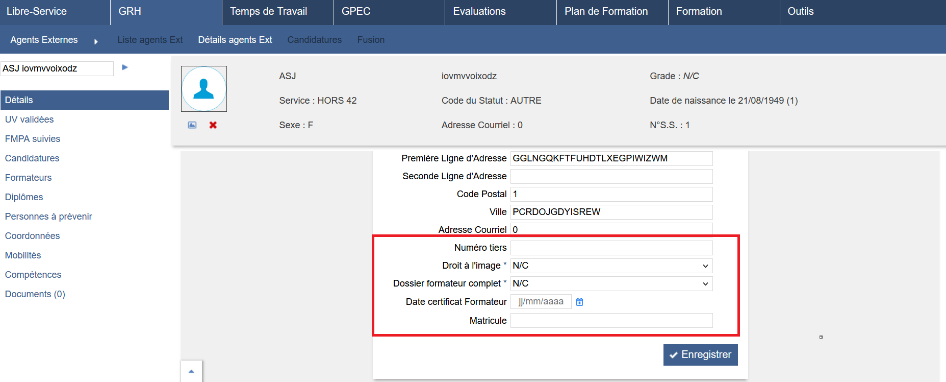 Libre-Service GRH Temps de Travail GPEC Evaluations Plan de Formation Formation Outils
Agents Externes Liste agents Ext Détails agents Ext Candidatures Fusion
ASJ iovmvvoixodz
ASJ iovmvvoixodz Grade : N/C
Service : HORS 42 Code du Statut : AUTRE Date de naissance le 21/08/1949 (1)
Sexe : F Adresse Courriel : 0 N°S.S. : 1
Détails
UV validées
FMPA suivies
Candidatures
Formateurs
Diplômes
Personnes à prévenir
Coordonnées
Mobilités
Compétences
Documents (0)
Première Ligne d'Adresse GGLNGQKFTFUHDTLXEGPIWIZWM
Seconde Ligne d'Adresse
Code Postal 1
Ville PCRDOJGDYISREW
Adresse Courriel 0
Numéro tiers
Droit à l'image * N/C
Dossier formateur complet * N/C
Date certificat Formateur jj/mm/aaaa
Matricule
Enregistrer